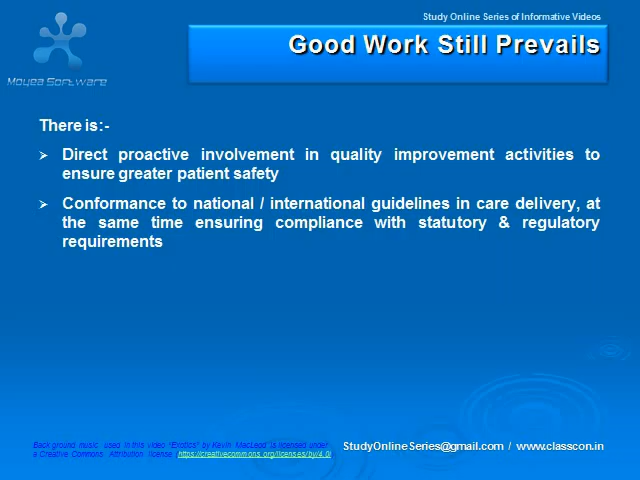 Study Online Series of Informative Videos
Good Work Still Prevails
Moyea Software
There is:-
Direct proactive involvement in quality improvement activities to
ensure greater patient safety
Conformance to national / international guidelines in care delivery, at
the same time ensuring compliance with statutory & regulatory
requirements
Back ground music used in this video "Exotics" by Kevin MacLeod is licensed under
a Creative Commons Attribution license (https://creativecommons.org/licenses/by/4.0/
StudyOnlineSeries@gmail.com / www.classcon.in